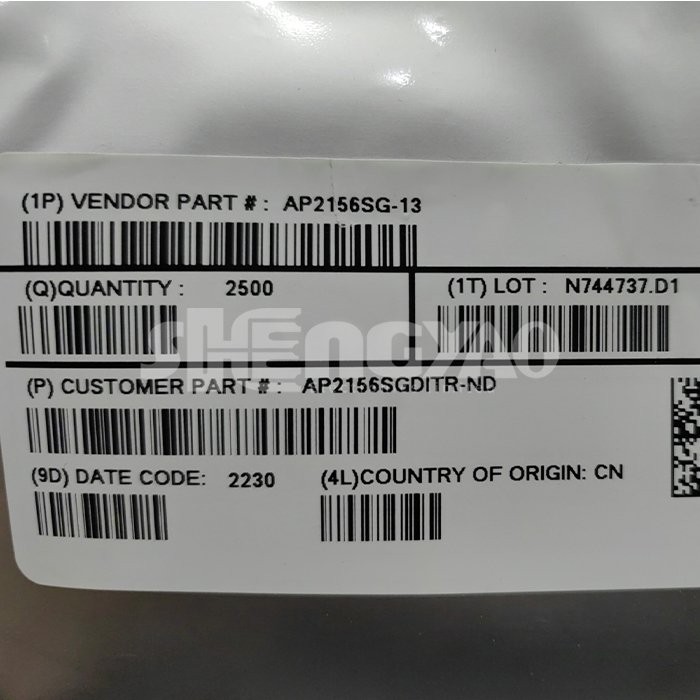 (1P) VENDOR PART # : AP2156SG-13
(Q)QUANTITY : 2500
(1T) LOT : N744737.D1
SHENGYAO
(P) CUSTOMER PART # : AP2156SGDITR-ND
(9D) DATE CODE: 2230
(4L)COUNTRY OF ORIGIN: CN